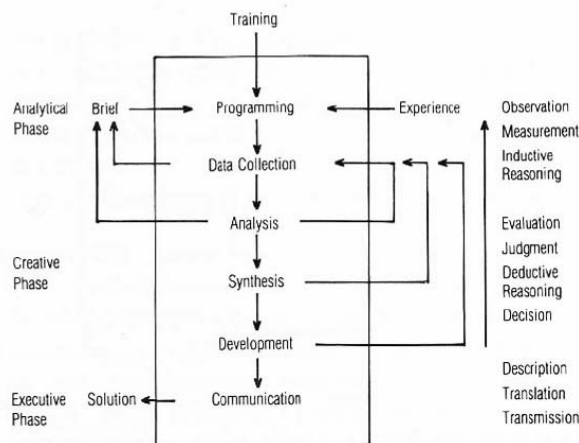 Training
Analytical Brief Programming Experience Observation
Phase
Measurement
Data Collection Inductive
Reasoning
Analysis Evaluation
Judgment
Creative
Phase
Synthesis Deductive
Reasoning
Decision
Development
Description
Executive Solution Communication Translation
Phase
Transmission